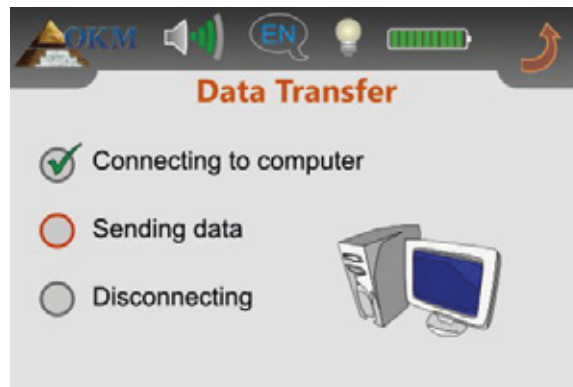 OKM EN
Data Transfer
Connecting to computer
Sending data
Disconnecting